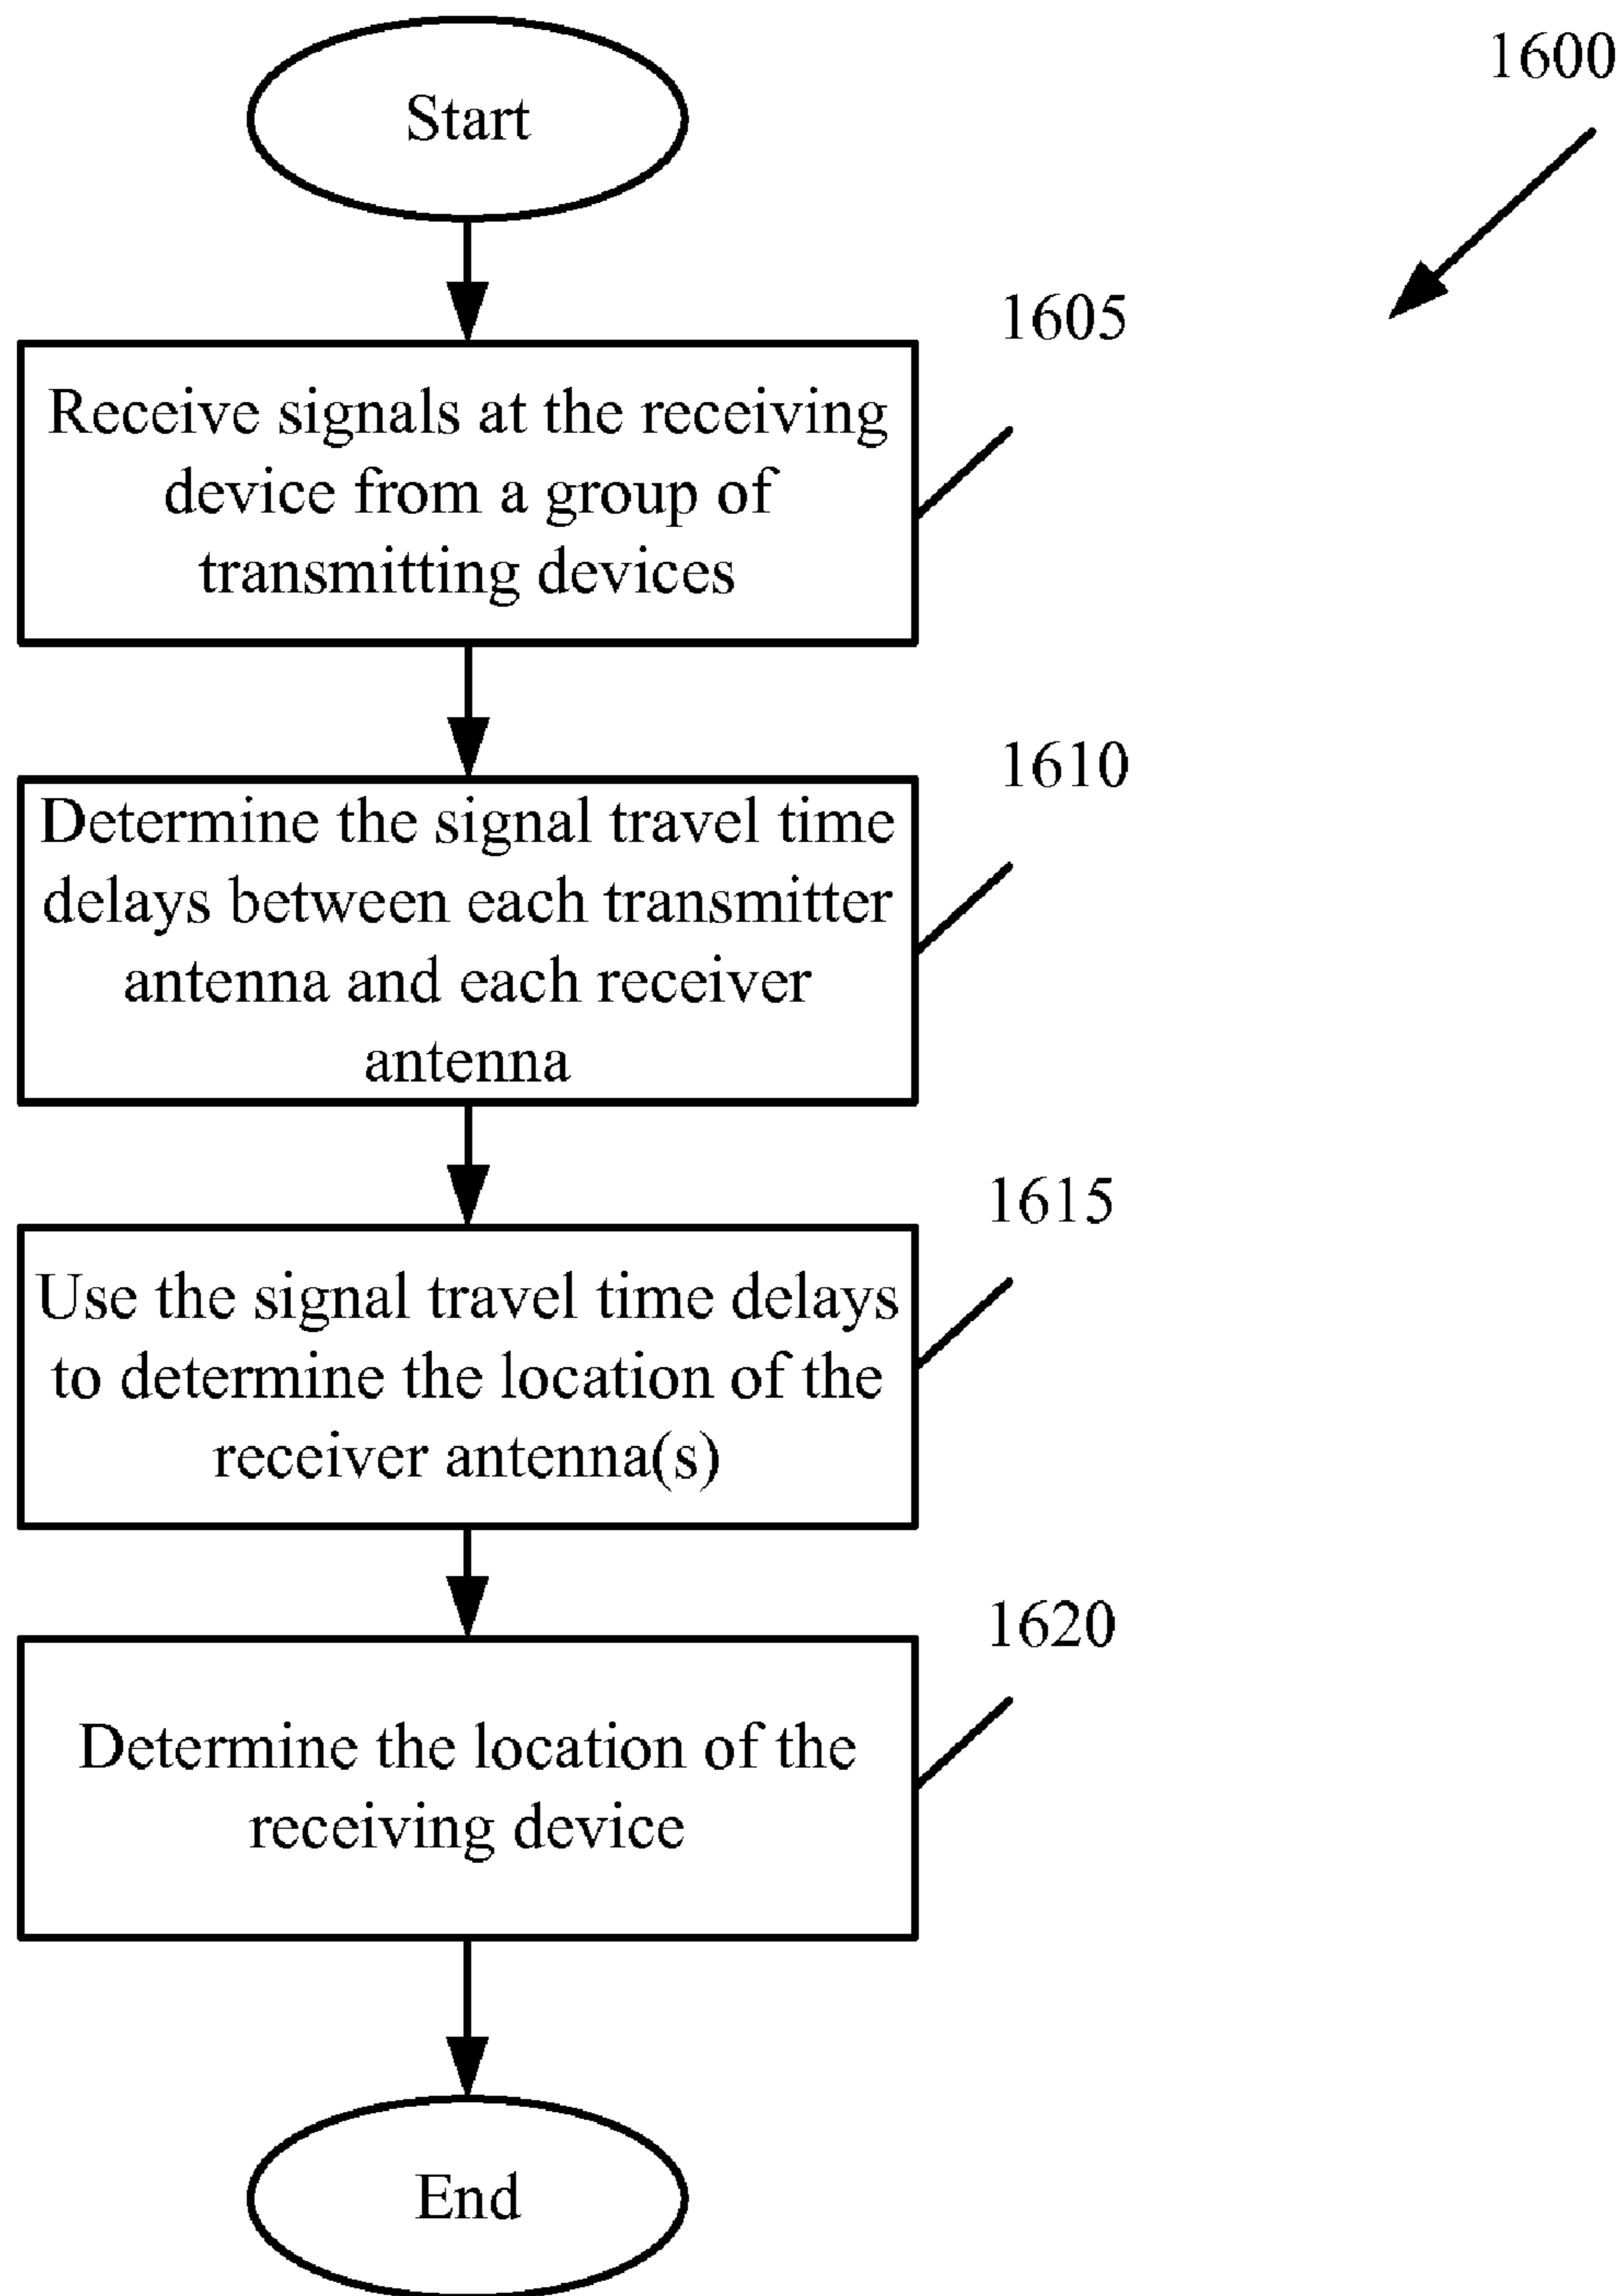 Start
1600
1605
Receive signals at the receiving
device from a group of
transmitting devices
1610
Determine the signal travel time
delays between each transmitter
antenna and each receiver
antenna
1615
Use the signal travel time delays
to determine the location of the
receiver antenna(s)
1620
Determine the location of the
receiving device
End